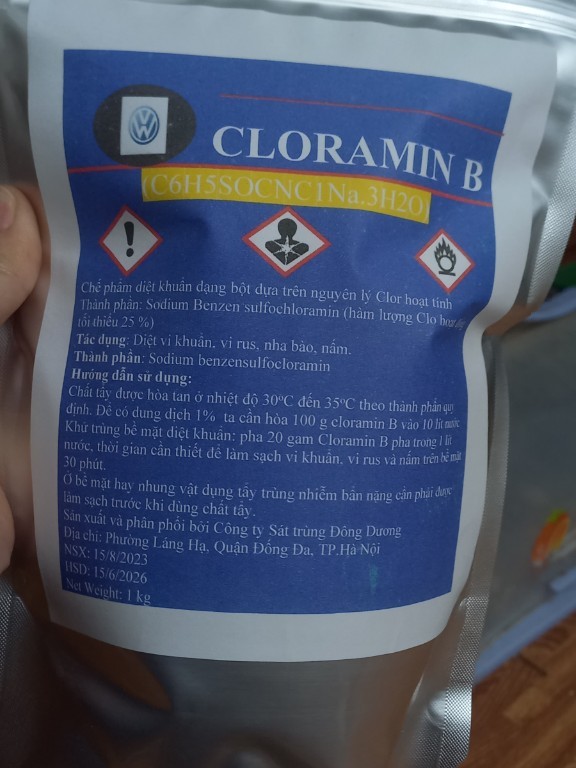 VW
CLORAMIN B
(C6H5SOCNC1Na.3H2O)
Chế phẩm diệt khuẩn dạng bột dựa trên nguyên lý Clor hoạt tính
Thành phần: Sodium Benzen sulfochloramin (hàm lượng Clo hoạt
tối thiểu 25 %)
Tác dụng: Diệt vi khuẩn, vi rus, nha bào, nấm.
Thành phần: Sodium benzensulfocloramin
Hướng dẫn sử dụng:
Chất tẩy được hòa tan ở nhiệt độ 30ºC đến 35ºC theo thành phần quy
định. Để có dung dịch 1% ta cần hòa 100 g cloramin B vào 10 lít nước
Khử trùng bề mặt diệt khuẩn: pha 20 gam Cloramin B pha trong 1 lít
nước, thời gian cần thiết để làm sạch vi khuẩn, vi rus và nấm trên bề mặt
30 phút.
Ở bề mặt hay nhung vật dụng tẩy trùng nhiễm bẩn nặng cần phải được
làm sạch trước khi dùng chất tẩy.
Sản xuất và phân phối bởi Công ty Sát trùng Đông Dương
Địa chỉ: Phường Láng Hạ, Quận Đống Đa, TP.Hà Nội
NSX: 15/8/2023
HSD: 15/6/2026
Net Weight: 1 kg